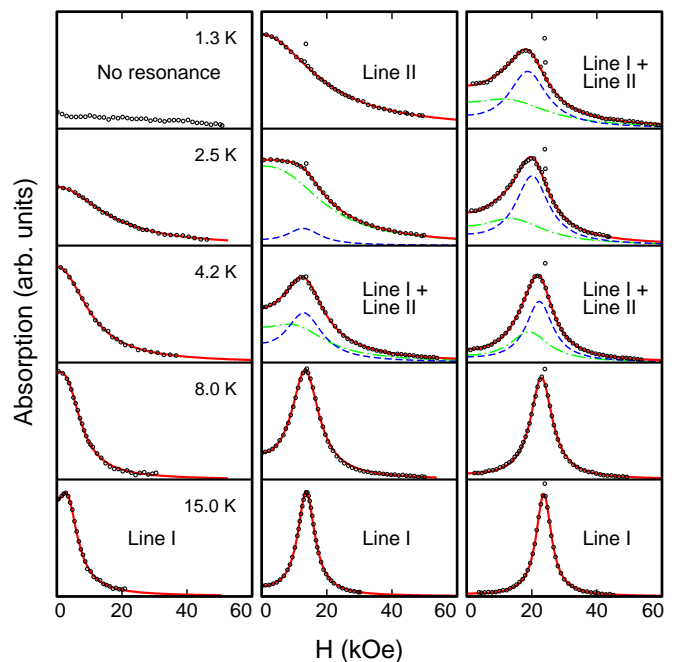 1.3 K
No resonance
Line II
Line I +
Line II
2.5 K
4.2 K
Line I +
Line II
Line I +
Line II
8.0 K
15.0 K
Line I
Line I
Line I
0 20 40 60 0 20 40 60 0 20 40 60
H (kOe)
Absorption (arb. units)